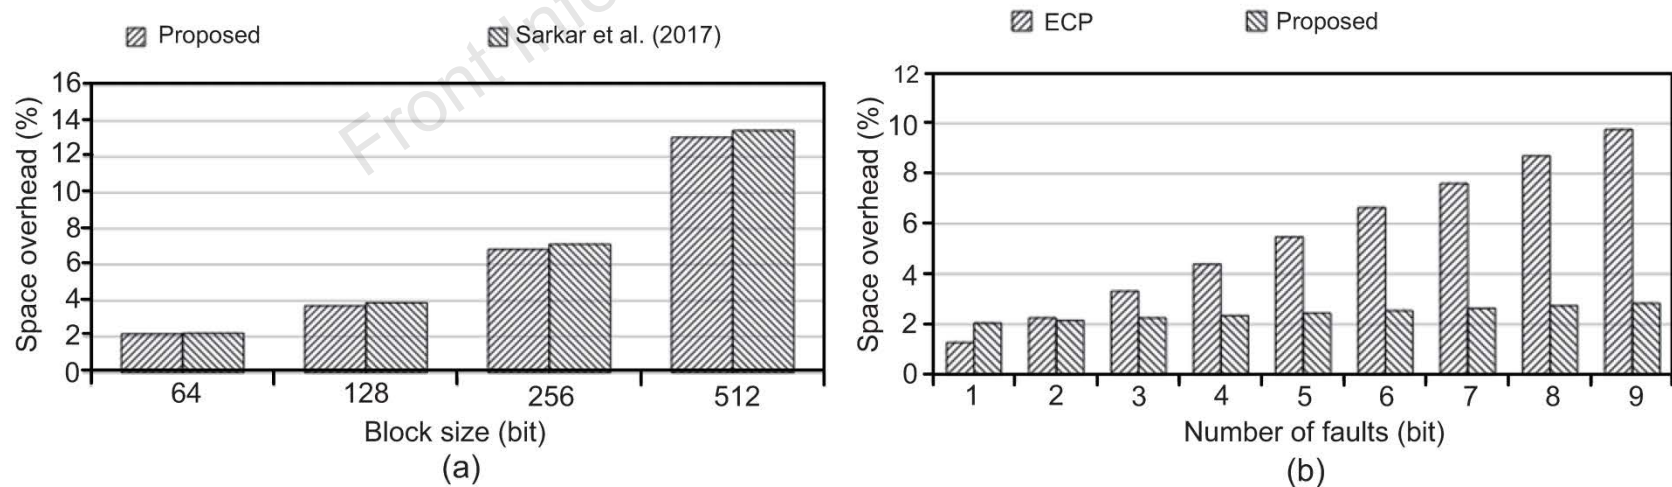 Front Info
Proposed
Sarkar et al. (2017)
Space overhead (%)
16
14
12
10
8
6
4
2
0
64 128 256 512
Block size (bit)
(a)
ECP
Proposed
Space overhead (%)
12
10
8
6
4
2
0
1 2 3 4 5 6 7 8 9
Number of faults (bit)
(b)